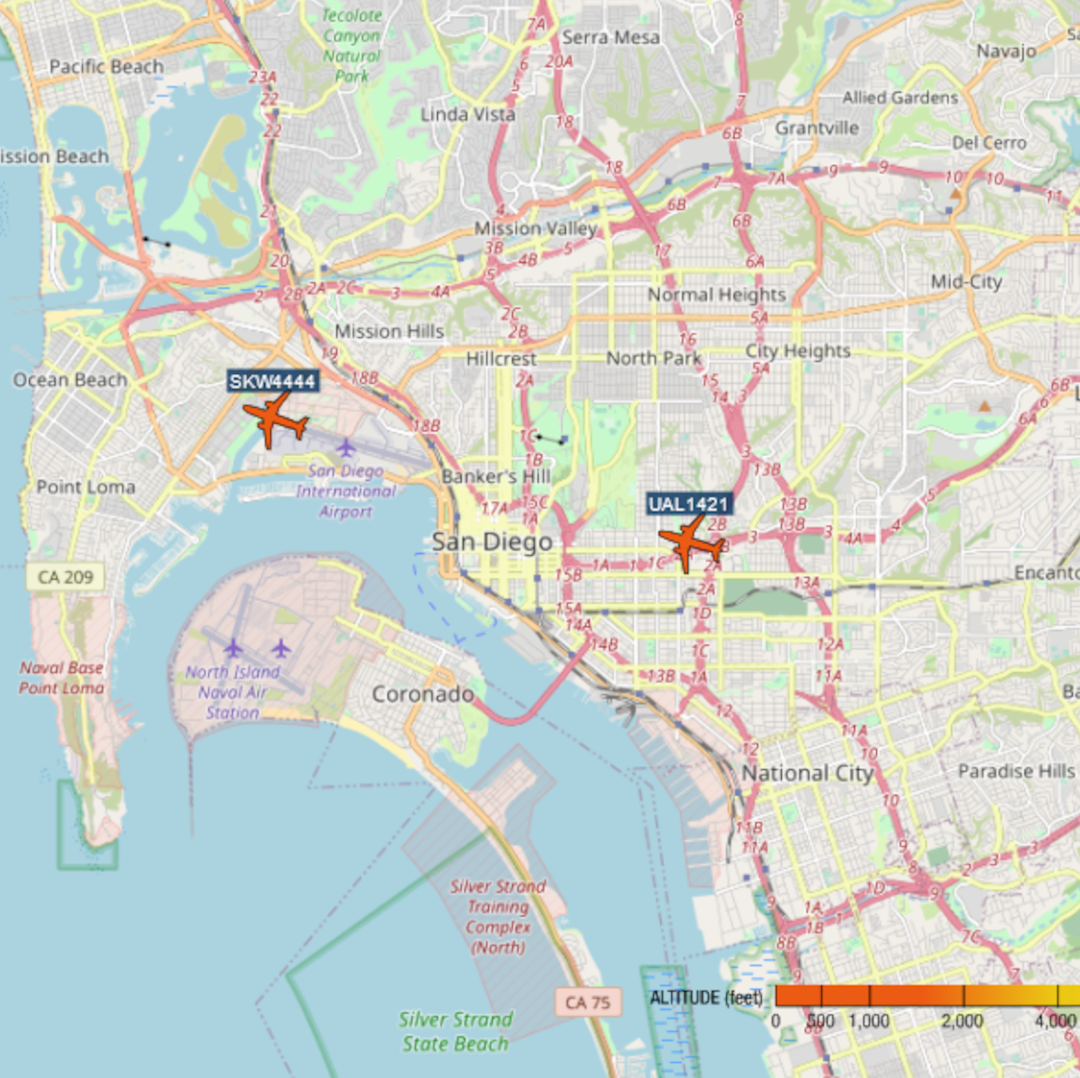 7A
8
Tecolote
Canyon
Natural
Park
Serra Mesa
Navajo
Pacific Beach
6
20A
23A
22
5
Linda Vista
7
Allied Gardens
22
18
6B
Grantville
Del Cerro
ission Beach
18
7
7A
9
9
10
10
11
21
4
6B
6B
Mission Valley
3B
5
17
20
5
4B
6A
2
2B
2A
2C
3
4A
Normal Heights
Mid-City
2C
5A
Mission Hills
2B
16
19
Hillcrest
North Park
City Heights
Ocean Beach
SKW4444
18B
2A
15
5A
6B
14
6
6A
18B
1C
3
1B
13B
San Diego
International
Airport
Banker's Hill
Point Loma
5
17A
15C
UAL1421
13B
1A
2B
13B
4
San Diego
3
3
4A
1A
1C
CA 209
15B
2A
13A
Encanto
15A
1D
14A
14B
12A
1C
Naval Base
Point Loma
North Island
Naval Air
Station
13B
1A
11A
Coronado
12
11A
12
10
National City
Paradise Hills
10
11B
11A
9
3
8
2
3
Silver Strand
Training
Complex
(North)
1D
9
9
1A
1
1B
8B
7C
9
7
CA 75
ALTITUDE (feet)
Silver Strand
State Beach
0
500
1,000
2,000
4,000
6